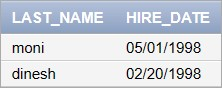 LAST_NAME HIRE_DATE
moni 05/01/1998
dinesh 02/20/1998